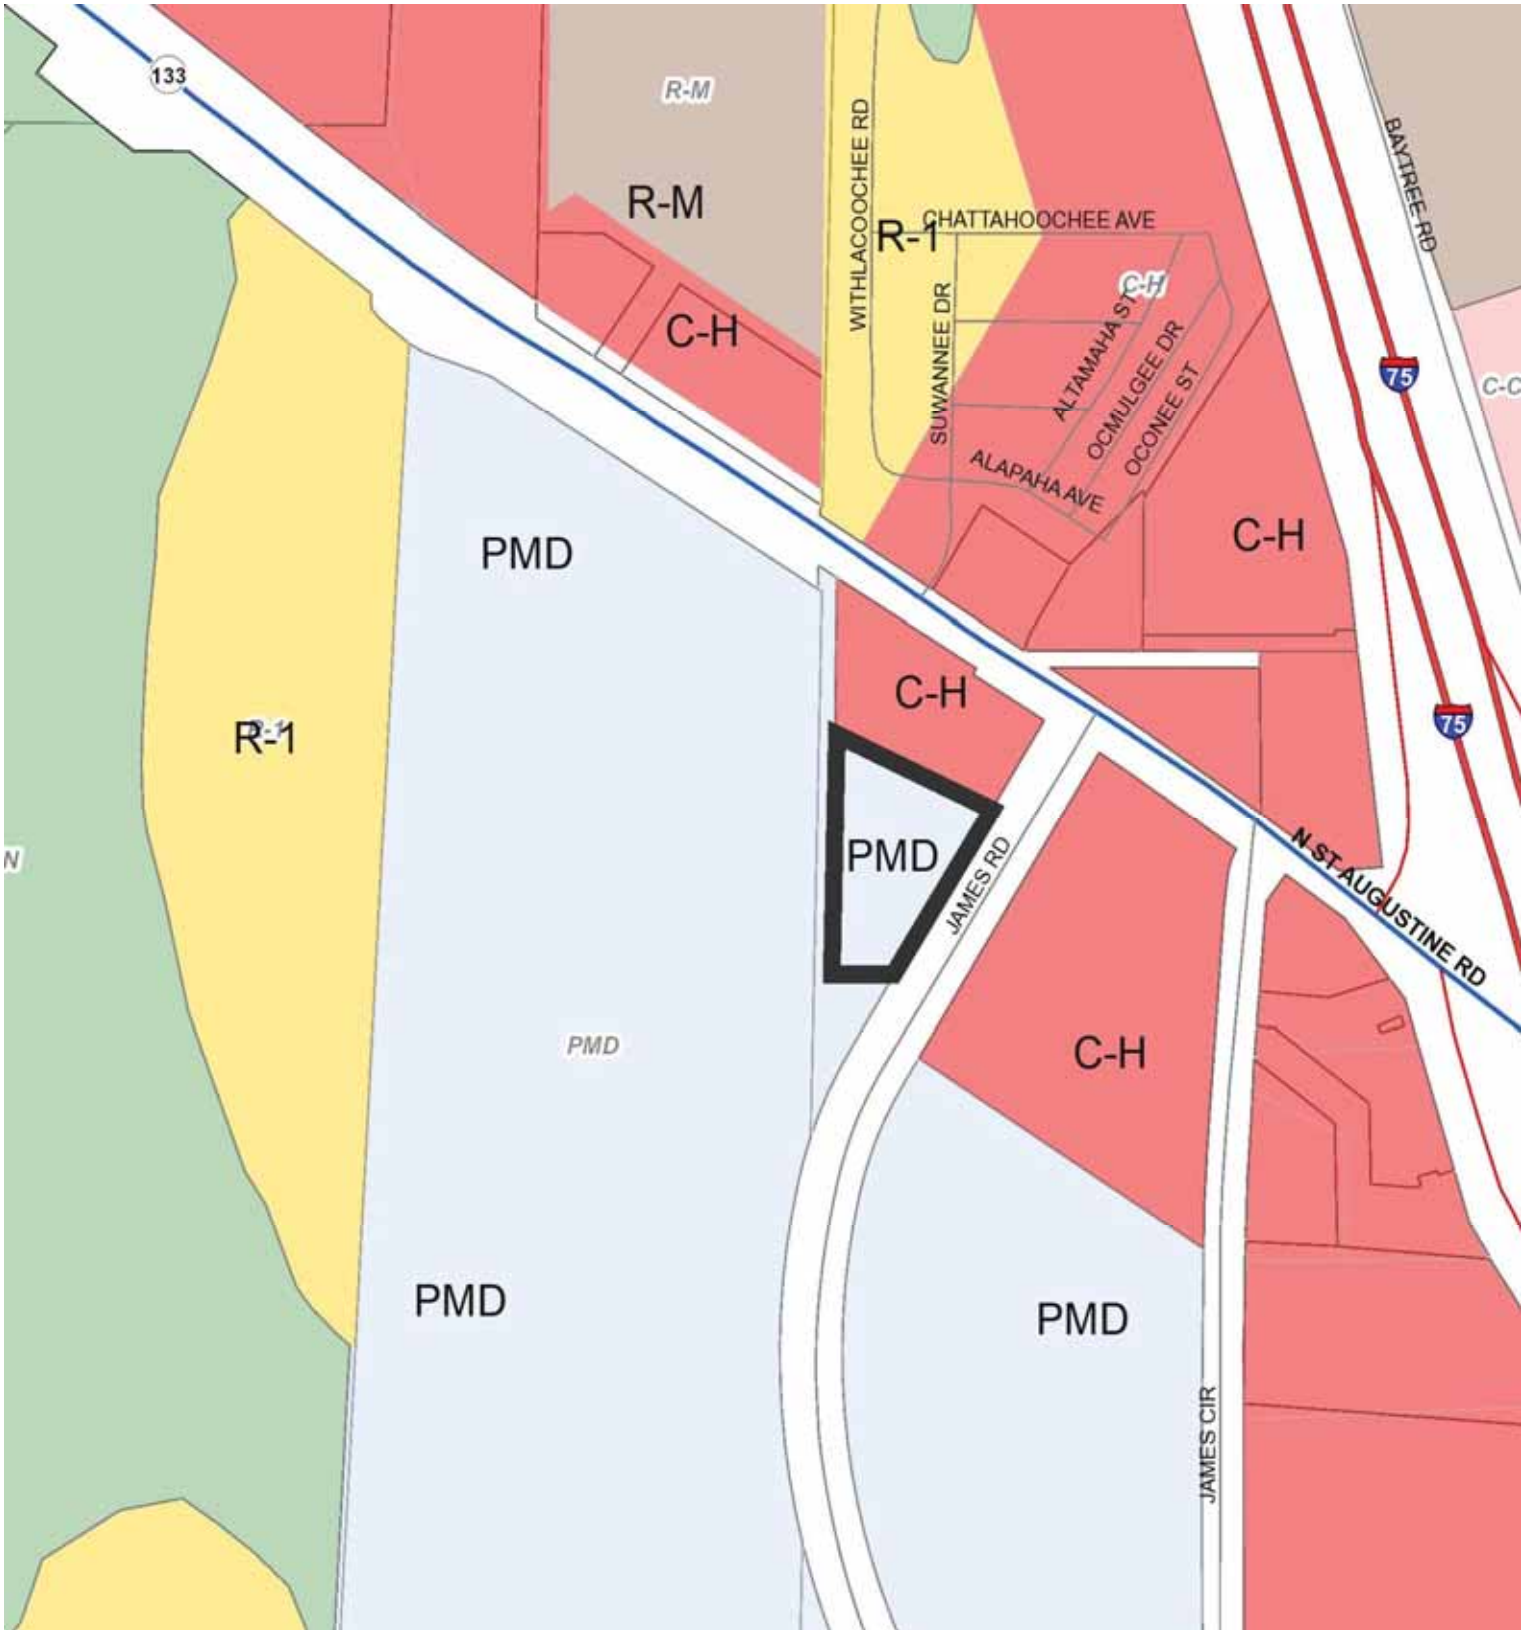 133
R-M
R-M
WITHLACOOCHEE RD
R-1
CHATTAHOOCHEE AVE
BAYTREE RD
C-H
C-H
SUWANNEE DR
ALTAMAHA ST
OCMULGEE DR
OCONEE ST
75
C-C
ALAPAHA AVE
C-H
PMD
C-H
75
R-1
R-1
PMD
JAMES RD
N ST AUGUSTINE RD
N
PMD
C-H
PMD
PMD
JAMES CIR